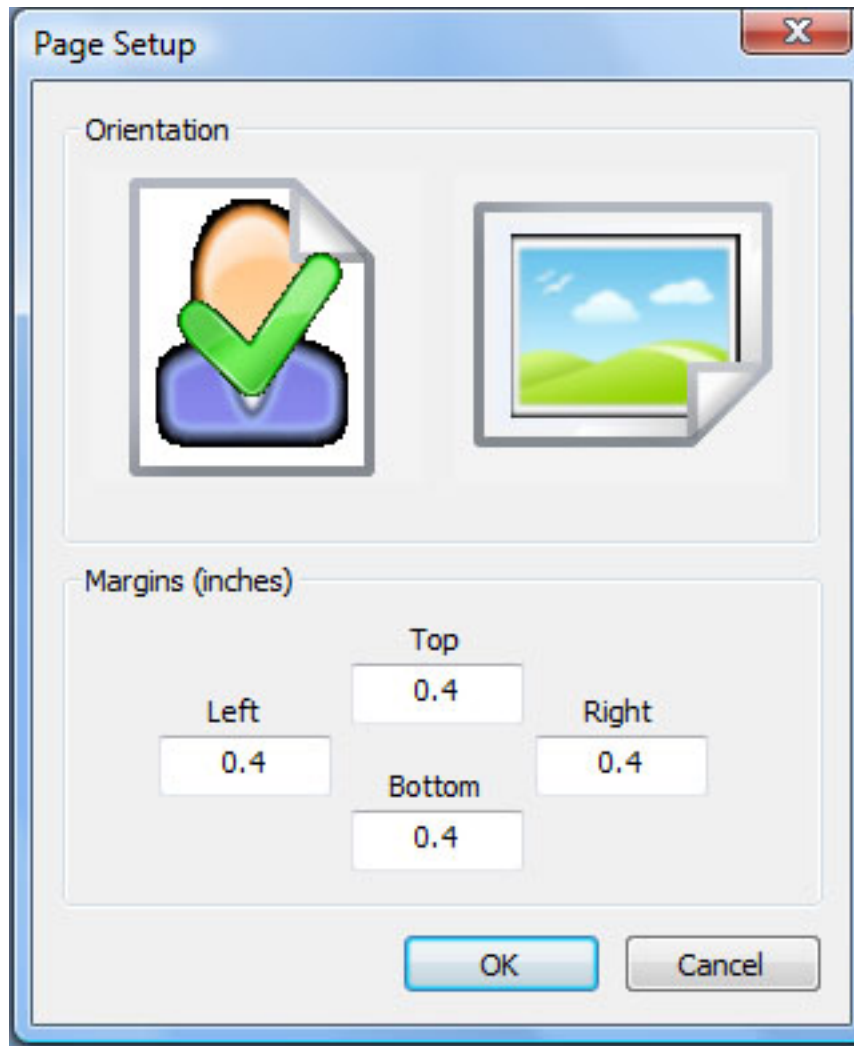 Page Setup
X
Orientation
Margins (inches)
Top
0.4
Left
0.4
Right
0.4
Bottom
0.4
OK
Cancel